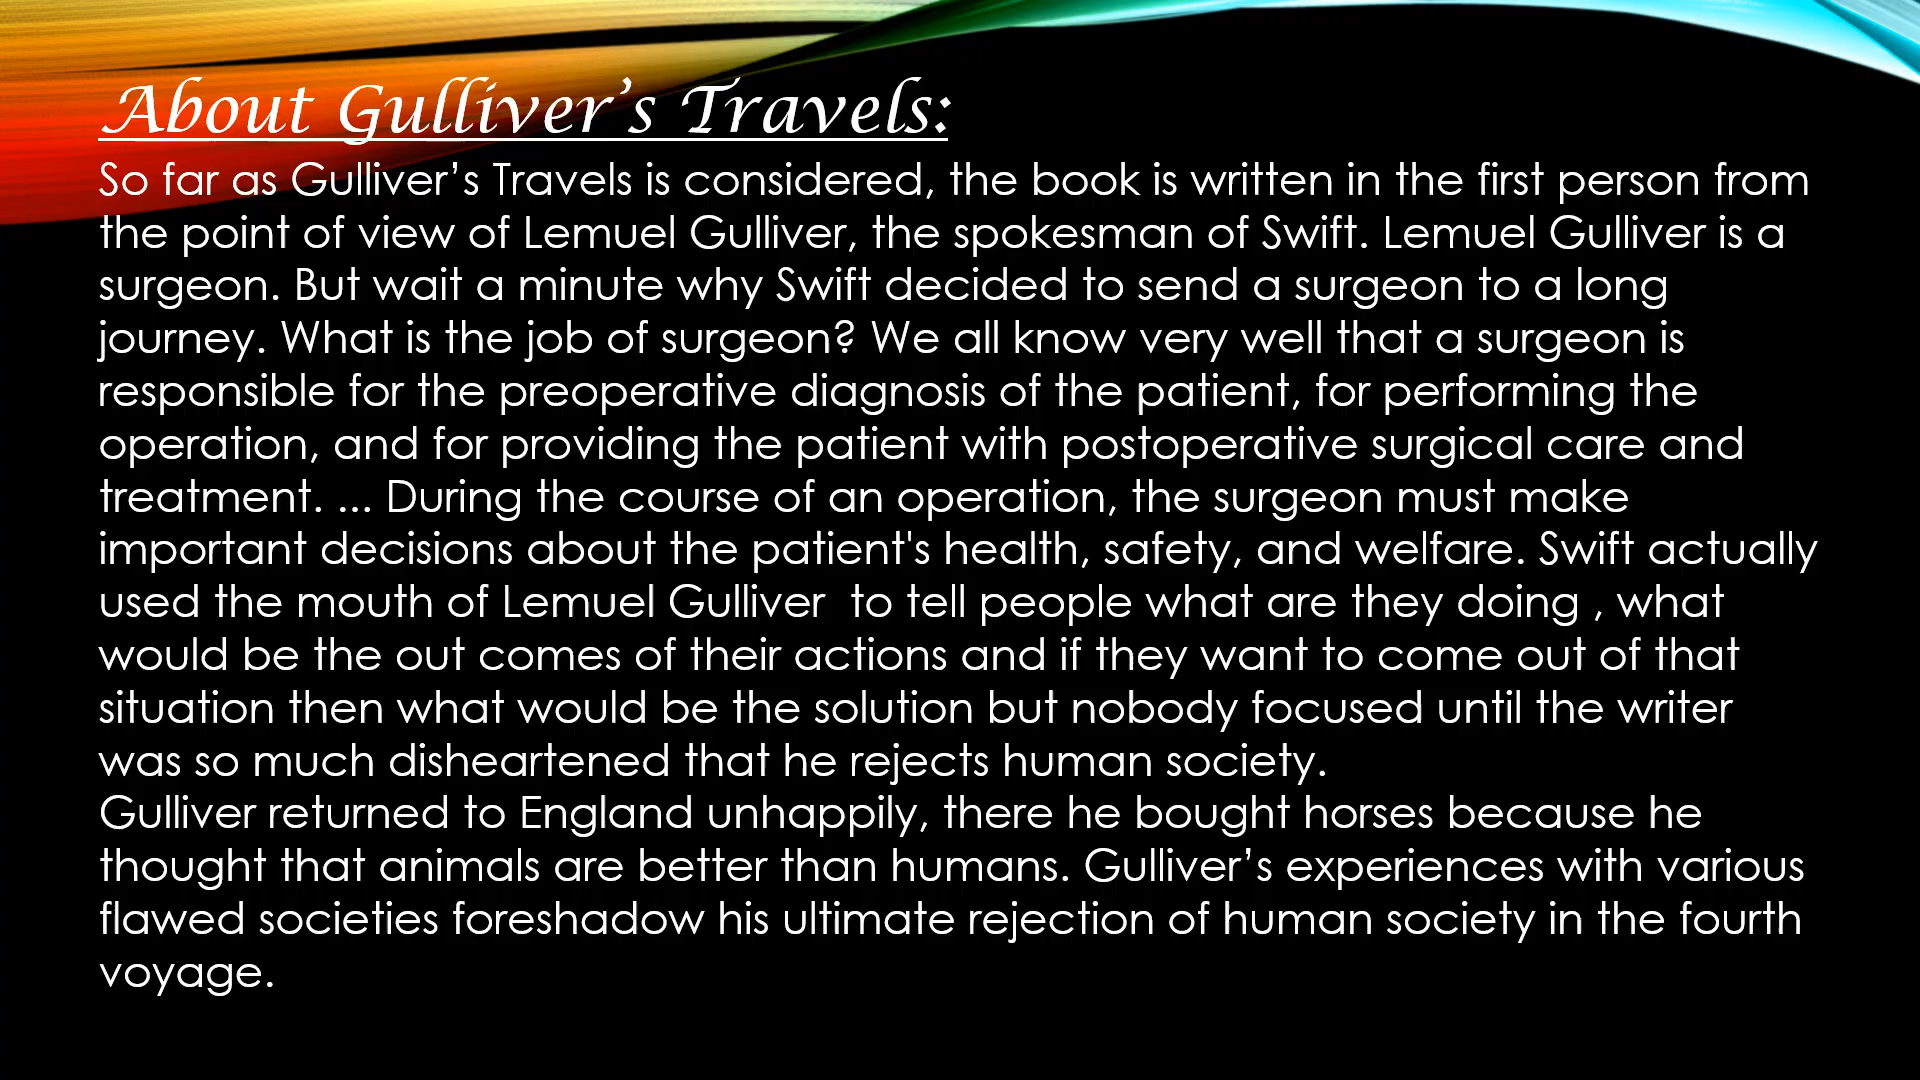 About Gulliver’s Travels:
So far as Gulliver’s Travels is considered, the book is written in the first person from
the point of view of Lemuel Gulliver, the spokesman of Swift. Lemuel Gulliver is a
surgeon. But wait a minute why Swift decided to send a surgeon to a long
journey. What is the job of surgeon? We all know very well that a surgeon is
responsible for the preoperative diagnosis of the patient, for performing the
operation, and for providing the patient with postoperative surgical care and
treatment. ... During the course of an operation, the surgeon must make
important decisions about the patient's health, safety, and welfare. Swift actually
used the mouth of Lemuel Gulliver  to tell people what are they doing , what
would be the out comes of their actions and if they want to come out of that
situation then what would be the solution but nobody focused until the writer
was so much disheartened that he rejects human society.
Gulliver returned to England unhappily, there he bought horses because he
thought that animals are better than humans. Gulliver’s experiences with various
flawed societies foreshadow his ultimate rejection of human society in the fourth
voyage.